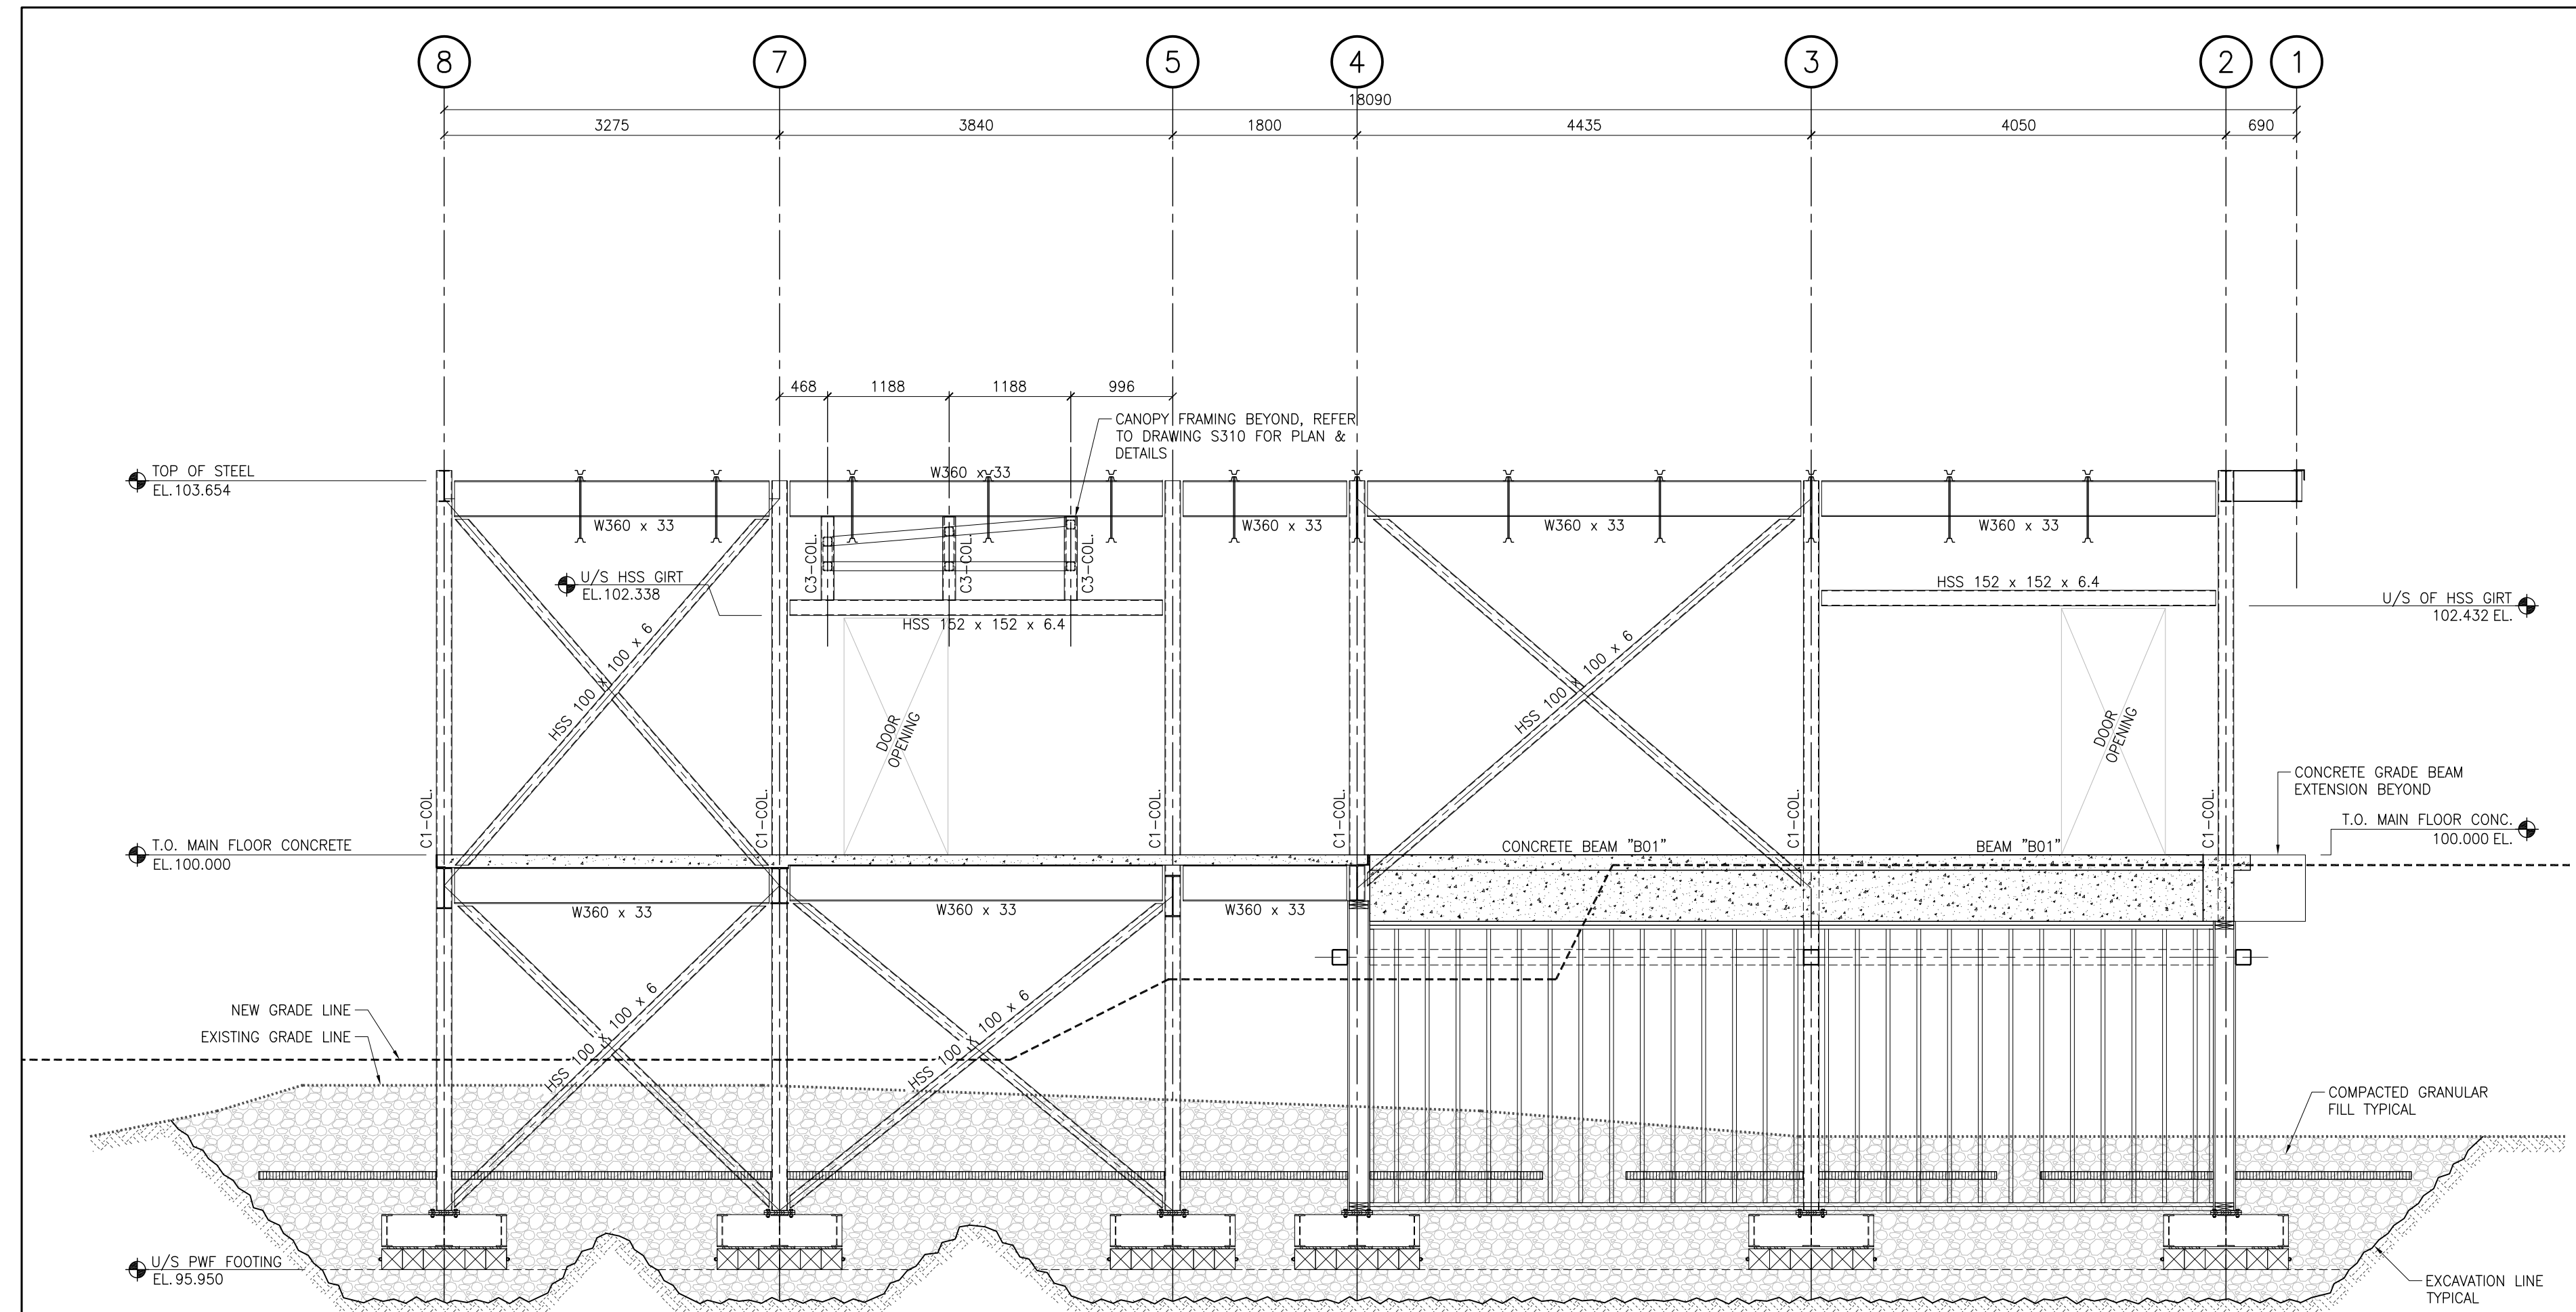 8 7 5 4 3 2 1
18090
3275 3840 1800 4435 4050 690
468 1188 1188 996
CANOPY FRAMING BEYOND, REFER
TO DRAWING S310 FOR PLAN &
DETAILS
TOP OF STEEL
EL.103.654
W360 x 33
W360 x 33
W360 x 33
W360 x 33
W360 x 33
C3-COL.
C3-COL.
C3-COL.
U/S HSS GIRT
EL.102.338
HSS 152 x 152 x 6.4
HSS 152 x 152 x 6.4
U/S OF HSS GIRT
102.432 EL.
HSS 100 x 100 x 6
HSS 100 x 100 x 6
DOOR
OPENING
DOOR
OPENING
C1-COL.
C1-COL.
C1-COL.
C1-COL.
C1-COL.
C1-COL.
CONCRETE GRADE BEAM
EXTENSION BEYOND
T.O. MAIN FLOOR CONC.
100.000 EL.
T.O. MAIN FLOOR CONCRETE
EL.100.000
CONCRETE BEAM "B01"
BEAM "B01"
W360 x 33
W360 x 33
W360 x 33
HSS 100 x 100 x 6
HSS 100 x 100 x 6
NEW GRADE LINE
EXISTING GRADE LINE
COMPACTED GRANULAR
FILL TYPICAL
U/S PWF FOOTING
EL.95.950
EXCAVATION LINE
TYPICAL